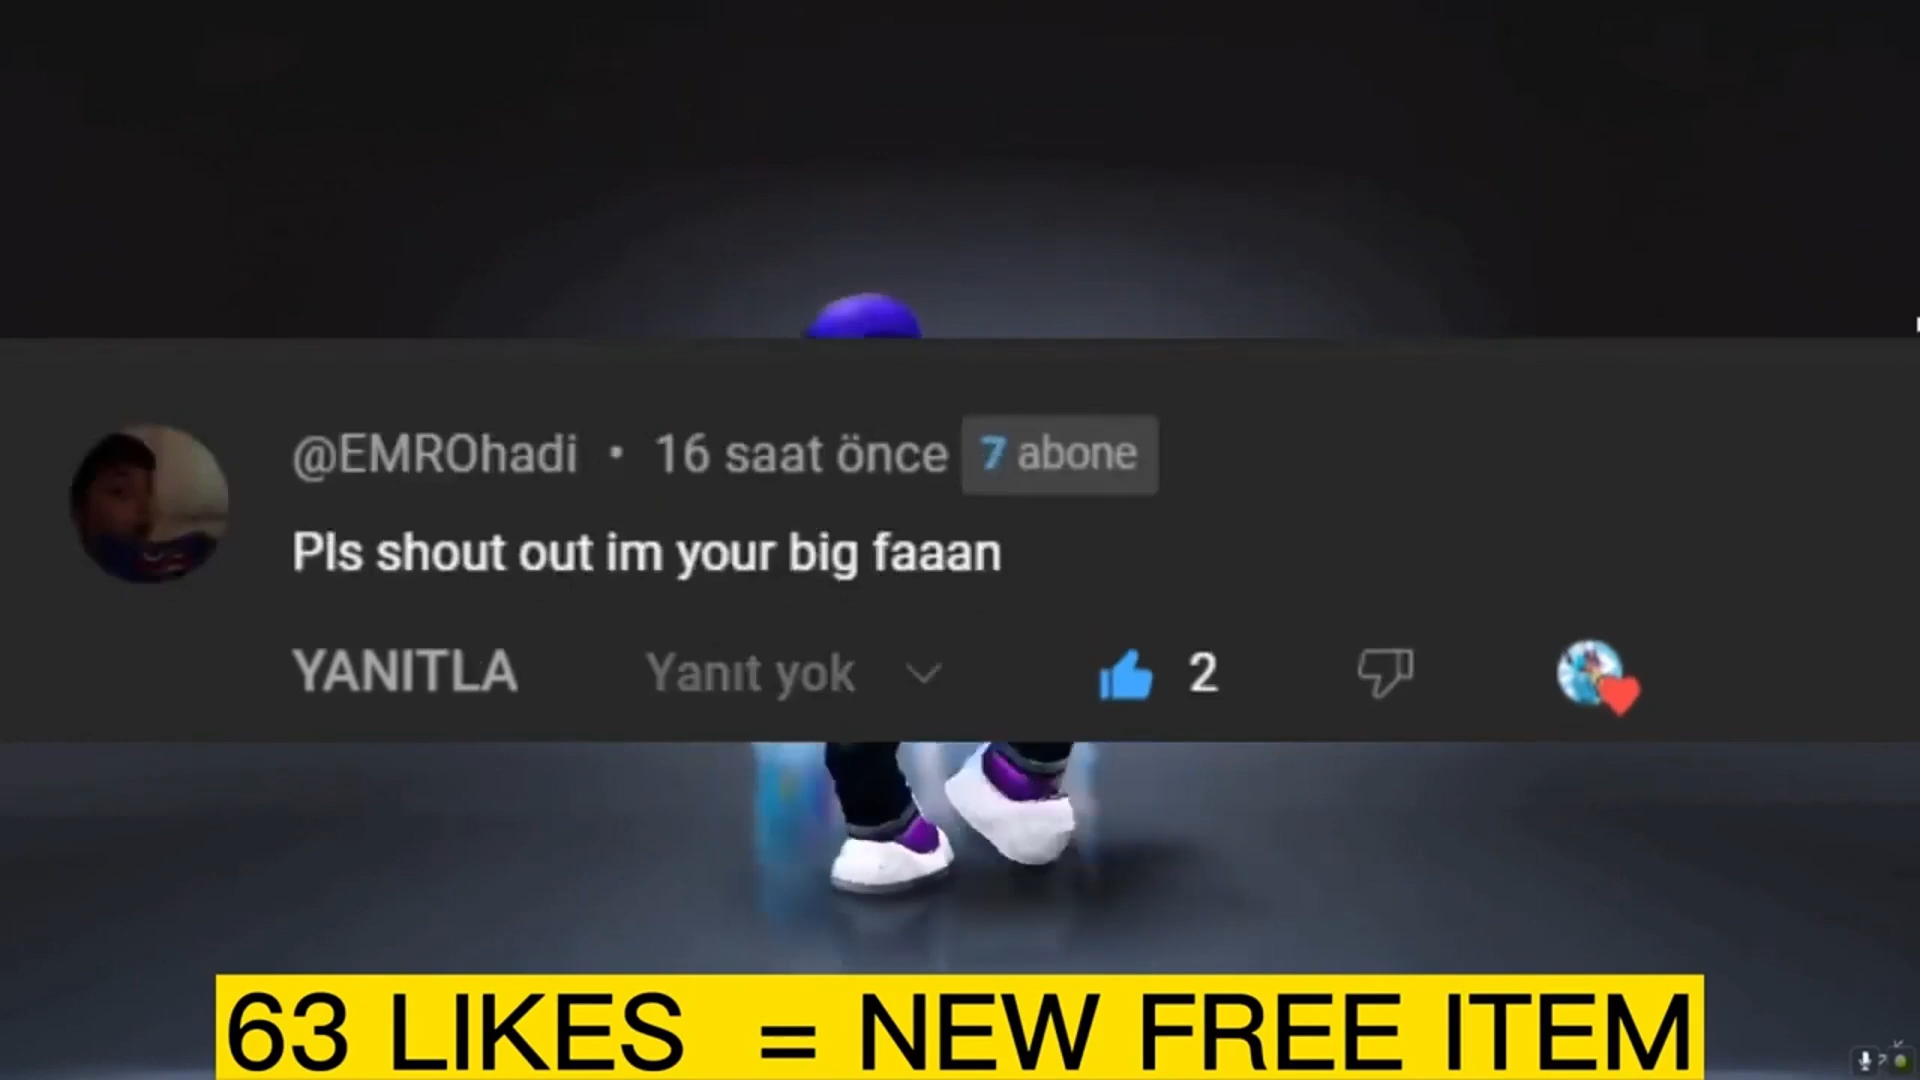 @EMROhadi • 16 saat önce 7 abone
Pls shout out im your big faaan
YANITLA Yanıt yok 2
63 LIKES = NEW FREE ITEM